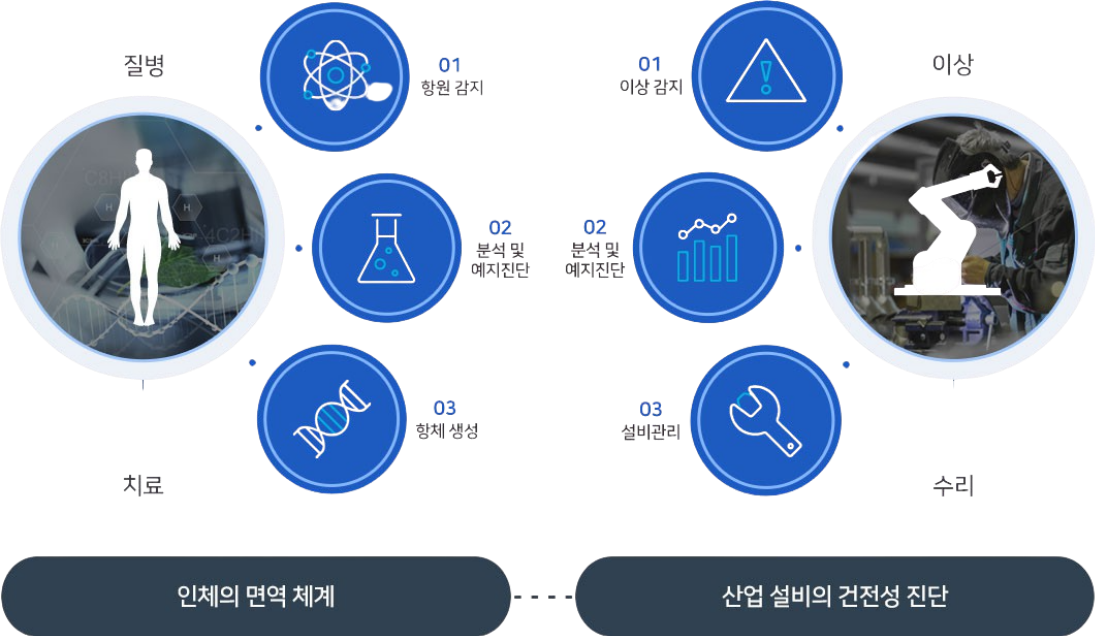 질병
01
항원 감지
02
분석 및
예지진단
03
항체 생성
치료
인체의 면역 체계
이상
01
이상 감지
02
분석 및
예지진단
03
설비관리
수리
산업 설비의 건전성 진단